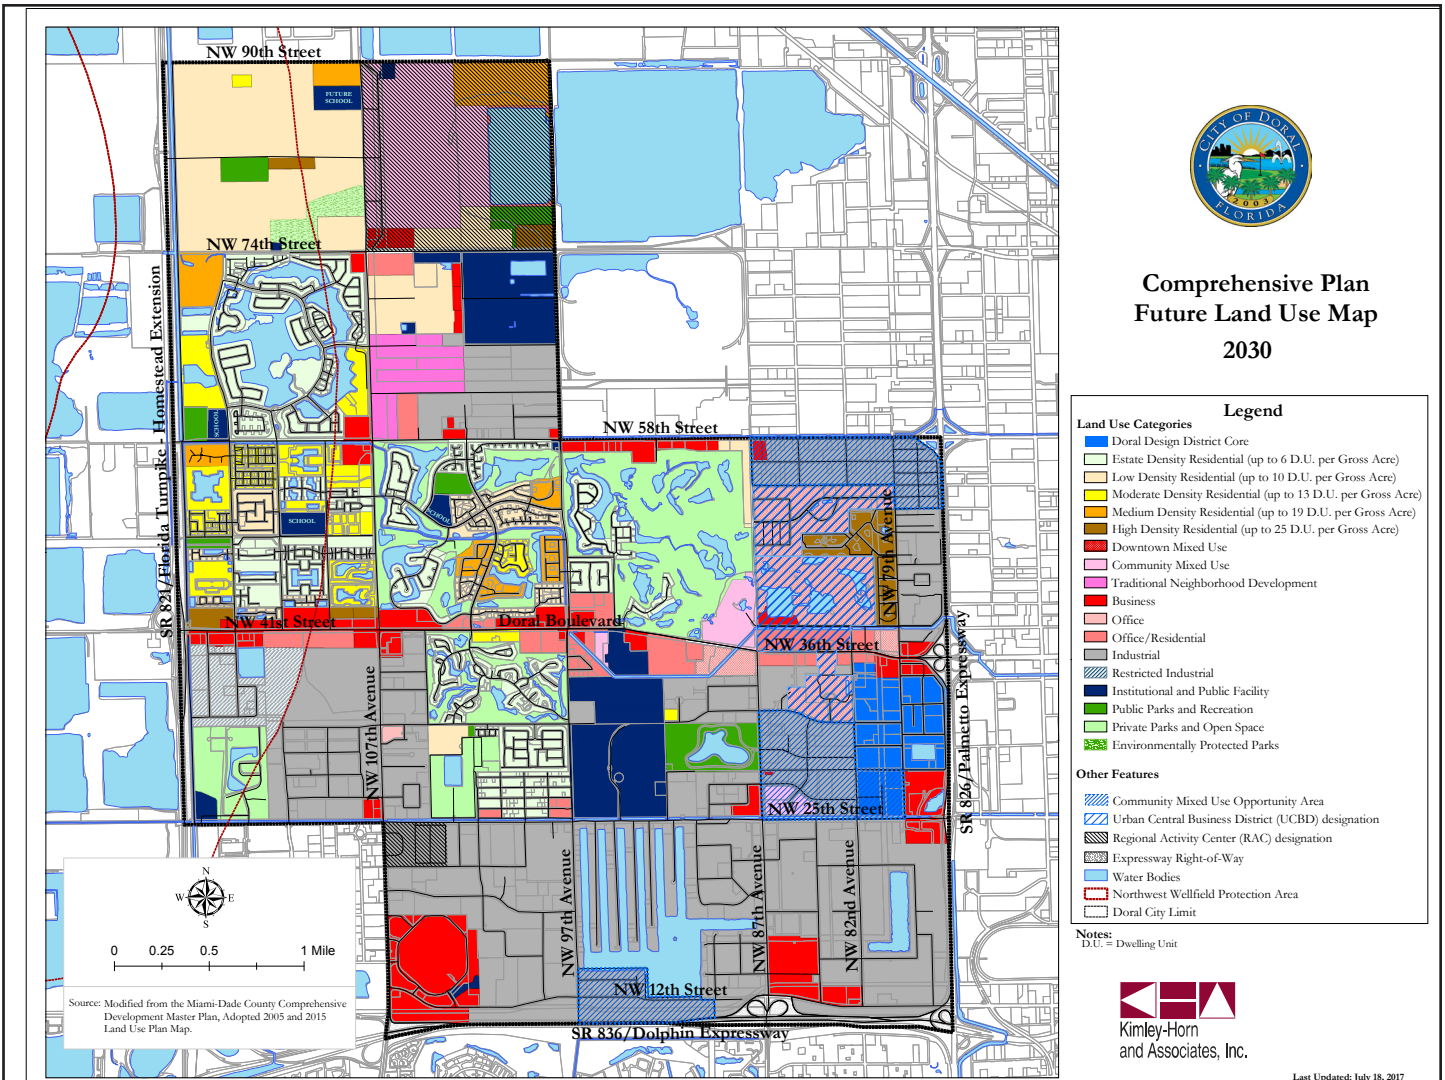 NW 90th Street
FUTURE
SCHOOL
NW 74th Street
SR 821/Florida Turnpike - Homestead Extension
SCHOOL
NW 58th Street
SCHOOL
SCHOOL
NW 79th Avenue
NW 41st Street
Doral Boulevard
NW 36th Street
NW 107th Avenue
SR 826/Palmetto Expressway
NW 25th Street
NW 97th Avenue
NW 87th Avenue
NW 82nd Avenue
NW 12th Street
SR 836/Dolphin Expressway
N
W
E
S
0 0.25 0.5 1 Mile
Source: Modified from the Miami-Dade County Comprehensive
Development Master Plan, Adopted 2005 and 2015
Land Use Plan Map.
CITY OF DORAL
2003
FLORIDA
Comprehensive Plan
Future Land Use Map
2030
Legend
Land Use Categories
Doral Design District Core
Estate Density Residential (up to 6 D.U. per Gross Acre)
Low Density Residential (up to 10 D.U. per Gross Acre)
Moderate Density Residential (up to 13 D.U. per Gross Acre)
Medium Density Residential (up to 19 D.U. per Gross Acre)
High Density Residential (up to 25 D.U. per Gross Acre)
Downtown Mixed Use
Community Mixed Use
Traditional Neighborhood Development
Business
Office
Office/Residential
Industrial
Restricted Industrial
Institutional and Public Facility
Public Parks and Recreation
Private Parks and Open Space
Environmentally Protected Parks
Other Features
Community Mixed Use Opportunity Area
Urban Central Business District (UCBD) designation
Regional Activity Center (RAC) designation
Expressway Right-of-Way
Water Bodies
Northwest Wellfield Protection Area
Doral City Limit
Notes:
D.U. = Dwelling Unit
Kimley-Horn
and Associates, Inc.
Last Updated: July 18, 2017